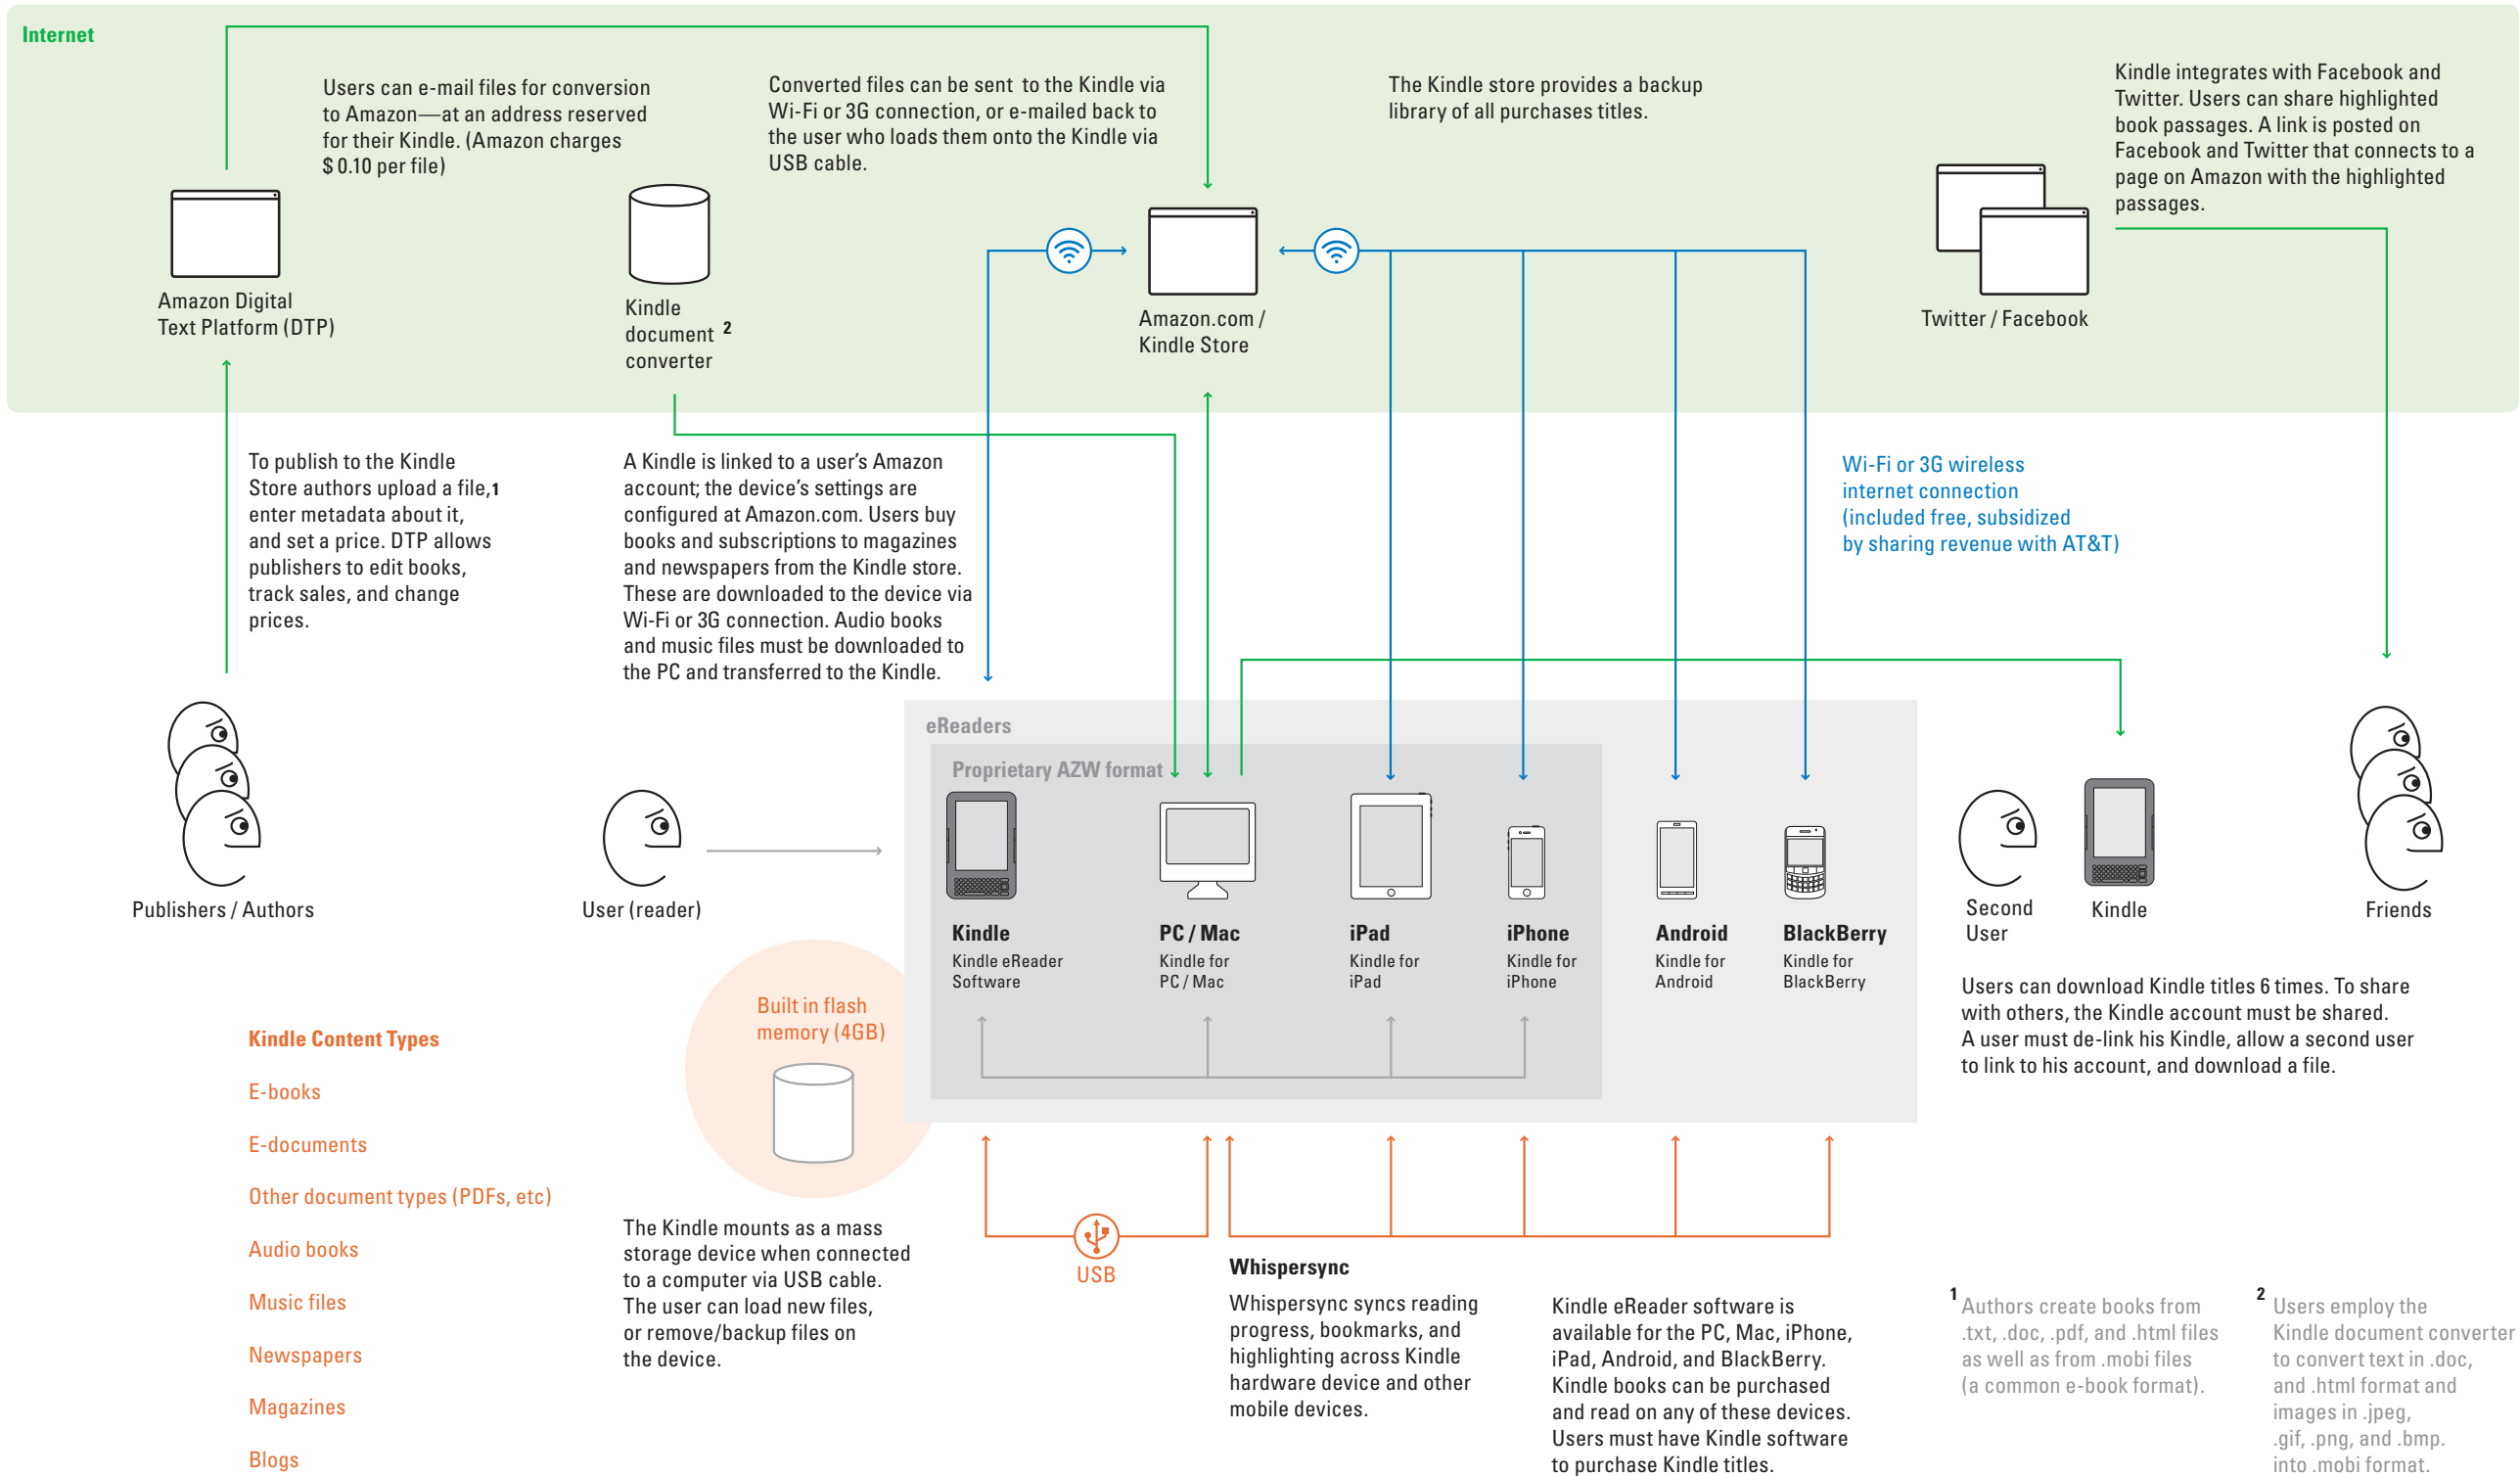 Internet
Users can e-mail files for conversion
to Amazon—at an address reserved
for their Kindle. (Amazon charges
$ 0.10 per file)
Converted files can be sent  to the Kindle via
Wi-Fi or 3G connection, or e-mailed back to
the user who loads them onto the Kindle via
USB cable.
The Kindle store provides a backup
library of all purchases titles.
Kindle integrates with Facebook and
Twitter. Users can share highlighted
book passages. A link is posted on
Facebook and Twitter that connects to a
page on Amazon with the highlighted
passages.
Amazon Digital
Text Platform (DTP)
Kindle
document 2
converter
Amazon.com /
Kindle Store
Twitter / Facebook
To publish to the Kindle
Store authors upload a file,1
enter metadata about it,
and set a price. DTP allows
publishers to edit books,
track sales, and change
prices.
A Kindle is linked to a user's Amazon
account; the device's settings are
configured at Amazon.com. Users buy
books and subscriptions to magazines
and newspapers from the Kindle store.
These are downloaded to the device via
Wi-Fi or 3G connection. Audio books
and music files must be downloaded to
the PC and transferred to the Kindle.
Wi-Fi or 3G wireless
internet connection
(included free, subsidized
by sharing revenue with AT&T)
eReaders
Proprietary AZW format
Publishers / Authors
User (reader)
Kindle
Kindle eReader
Software
PC / Mac
Kindle for
PC / Mac
iPad
Kindle for
iPad
iPhone
Kindle for
iPhone
Android
Kindle for
Android
BlackBerry
Kindle for
BlackBerry
Second
User
Kindle
Friends
Users can download Kindle titles 6 times. To share
with others, the Kindle account must be shared.
A user must de-link his Kindle, allow a second user
to link to his account, and download a file.
Built in flash
memory (4GB)
Kindle Content Types
E-books
E-documents
Other document types (PDFs, etc)
Audio books
Music files
Newspapers
Magazines
Blogs
The Kindle mounts as a mass
storage device when connected
to a computer via USB cable.
The user can load new files,
or remove/backup files on
the device.
USB
Whispersync
Whispersync syncs reading
progress, bookmarks, and
highlighting across Kindle
hardware device and other
mobile devices.
Kindle eReader software is
available for the PC, Mac, iPhone,
iPad, Android, and BlackBerry.
Kindle books can be purchased
and read on any of these devices.
Users must have Kindle software
to purchase Kindle titles.
1 Authors create books from
.txt, .doc, .pdf, and .html files
as well as from .mobi files
(a common e-book format).
2 Users employ the
Kindle document converter
to convert text in .doc,
and .html format and
images in .jpeg,
.gif, .png, and .bmp.
into .mobi format.